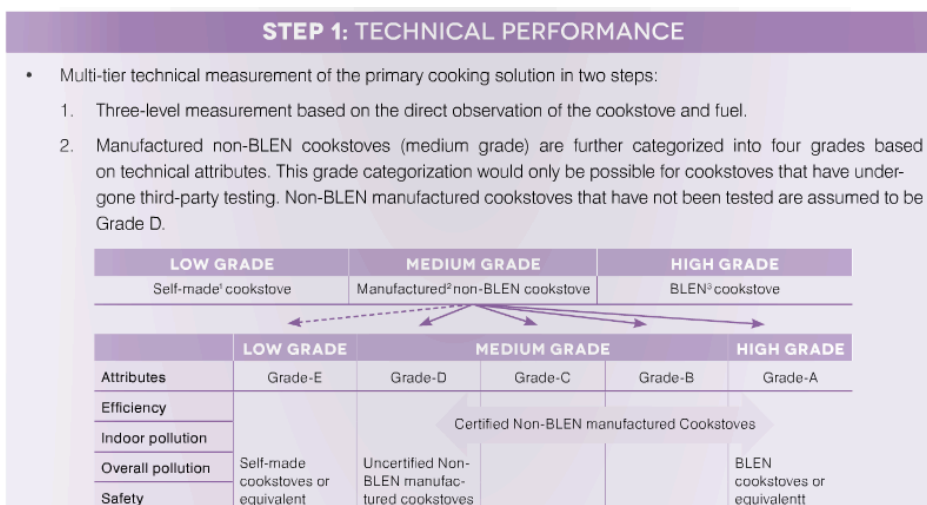 STEP 1: TECHNICAL PERFORMANCE
• Multi-tier technical measurement of the primary cooking solution in two steps:
1. Three-level measurement based on the direct observation of the cookstove and fuel.
2. Manufactured non-BLEN cookstoves (medium grade) are further categorized into four grades based
on technical attributes. This grade categorization would only be possible for cookstoves that have under-
gone third-party testing. Non-BLEN manufactured cookstoves that have not been tested are assumed to be
Grade D.
LOW GRADE MEDIUM GRADE HIGH GRADE
Self-made¹ cookstove Manufactured² non-BLEN cookstove BLEN³ cookstove
LOW GRADE MEDIUM GRADE HIGH GRADE
Attributes Grade-E Grade-D Grade-C Grade-B Grade-A
Efficiency
Certified Non-BLEN manufactured Cookstoves
Indoor pollution
Overall pollution Self-made Uncertified Non- BLEN
cookstoves or BLEN manufac- cookstoves or
Safety equivalent tured cookstoves equivalentt